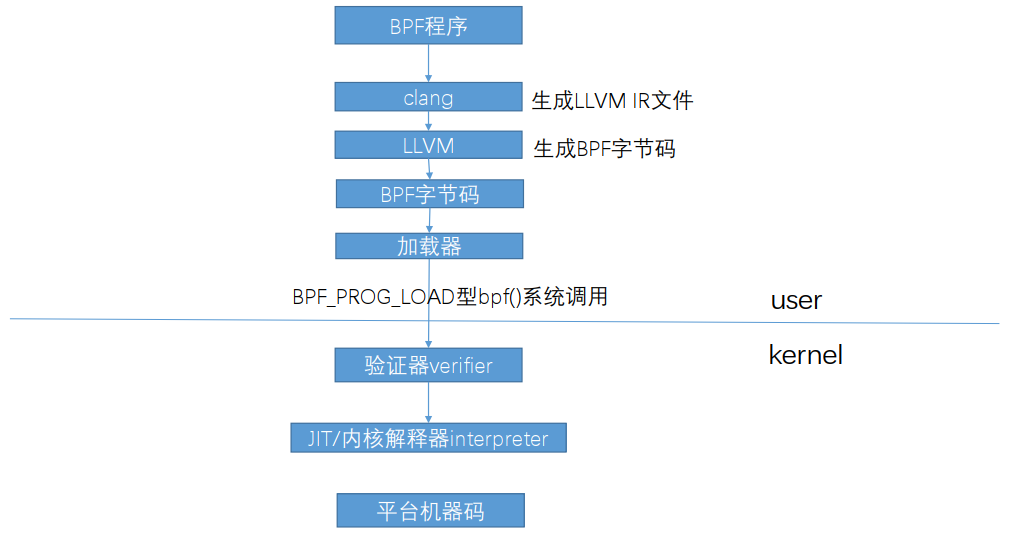 BPF程序
clang
生成LLVM IR文件
LLVM
生成BPF字节码
BPF字节码
加载器
BPF_PROG_LOAD型bpf()系统调用
user
kernel
验证器verifier
JIT/内核解释器interpreter
平台机器码